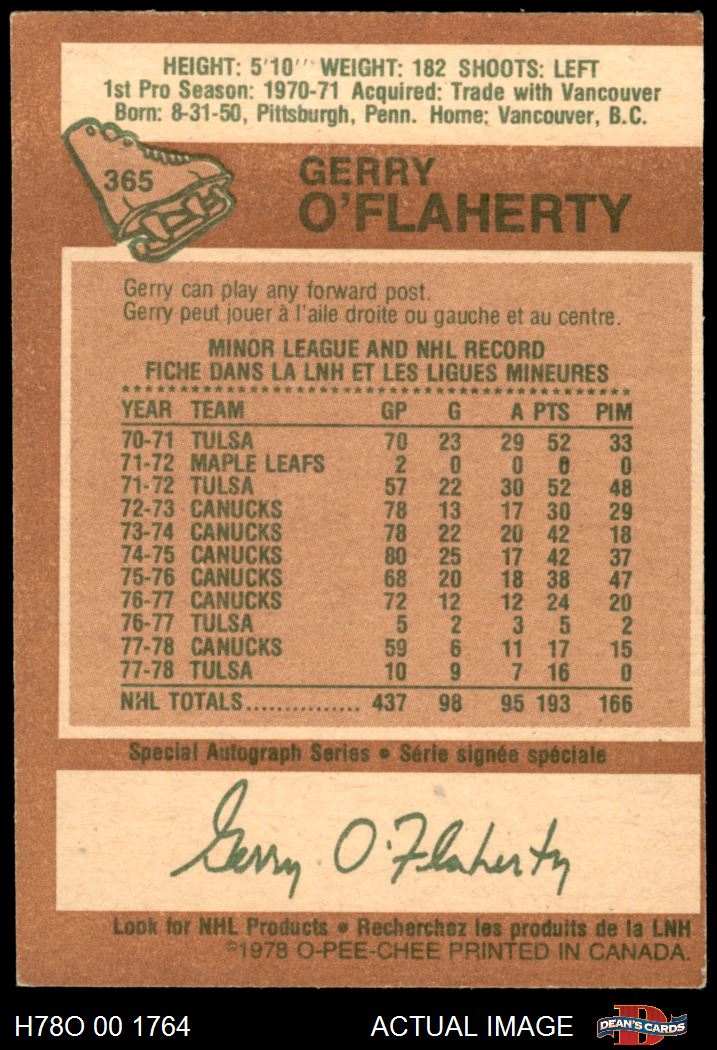 HEIGHT: 5'10'' WEIGHT: 182 SHOOTS: LEFT
1st Pro Season: 1970-71 Acquired: Trade with Vancouver
Born: 8-31-50, Pittsburgh, Penn. Home: Vancouver, B.C.
365
GERRY
O'FLAHERTY
Gerry can play any forward post.
Gerry peut jouer à l'aile droite ou gauche et au centre.
MINOR LEAGUE AND NHL RECORD
FICHE DANS LA LNH ET LES LIGUES MINEURES
YEAR TEAM GP G A PTS PIM
70-71 TULSA 70 23 29 52 33
71-72 MAPLE LEAFS 2 0 0 0 0
71-72 TULSA 57 22 30 52 48
72-73 CANUCKS 78 13 17 30 29
73-74 CANUCKS 78 22 20 42 18
74-75 CANUCKS 80 25 17 42 37
75-76 CANUCKS 68 20 18 38 47
76-77 CANUCKS 72 12 12 24 20
76-77 TULSA 5 2 3 5 2
77-78 CANUCKS 59 6 11 17 15
77-78 TULSA 10 9 7 16 0
NHL TOTALS............... 437 98 95 193 166
Special Autograph Series • Série signée spéciale
Gerry O'Flaherty
Look for NHL Products • Recherchez les produits de la LNH
©1978 O-PEE-CHEE PRINTED IN CANADA.
H78O 00 1764 ACTUAL IMAGE D DEAN'S CARDS